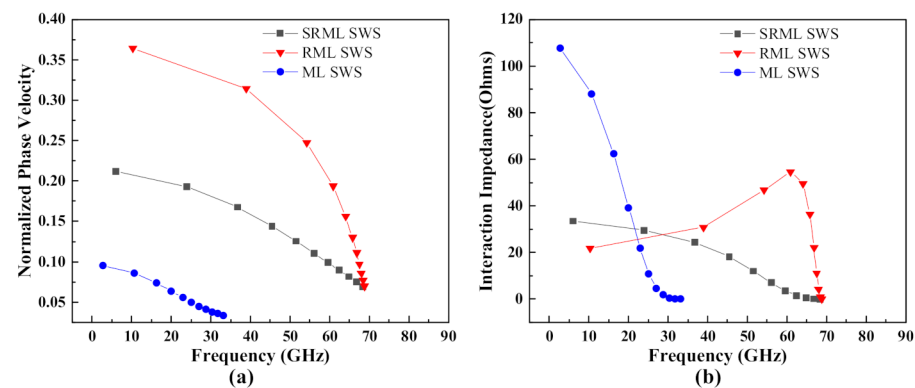 0.40
0.35
0.30
0.25
0.20
0.15
0.10
0.05
Normalized Phase Velocity
SRML SWS
RML SWS
ML SWS
0 10 20 30 40 50 60 70 80 90
Frequency (GHz)
(a)
120
100
80
60
40
20
0
Interaction Impedance(Ohms)
SRML SWS
RML SWS
ML SWS
0 10 20 30 40 50 60 70 80 90
Frequency (GHz)
(b)